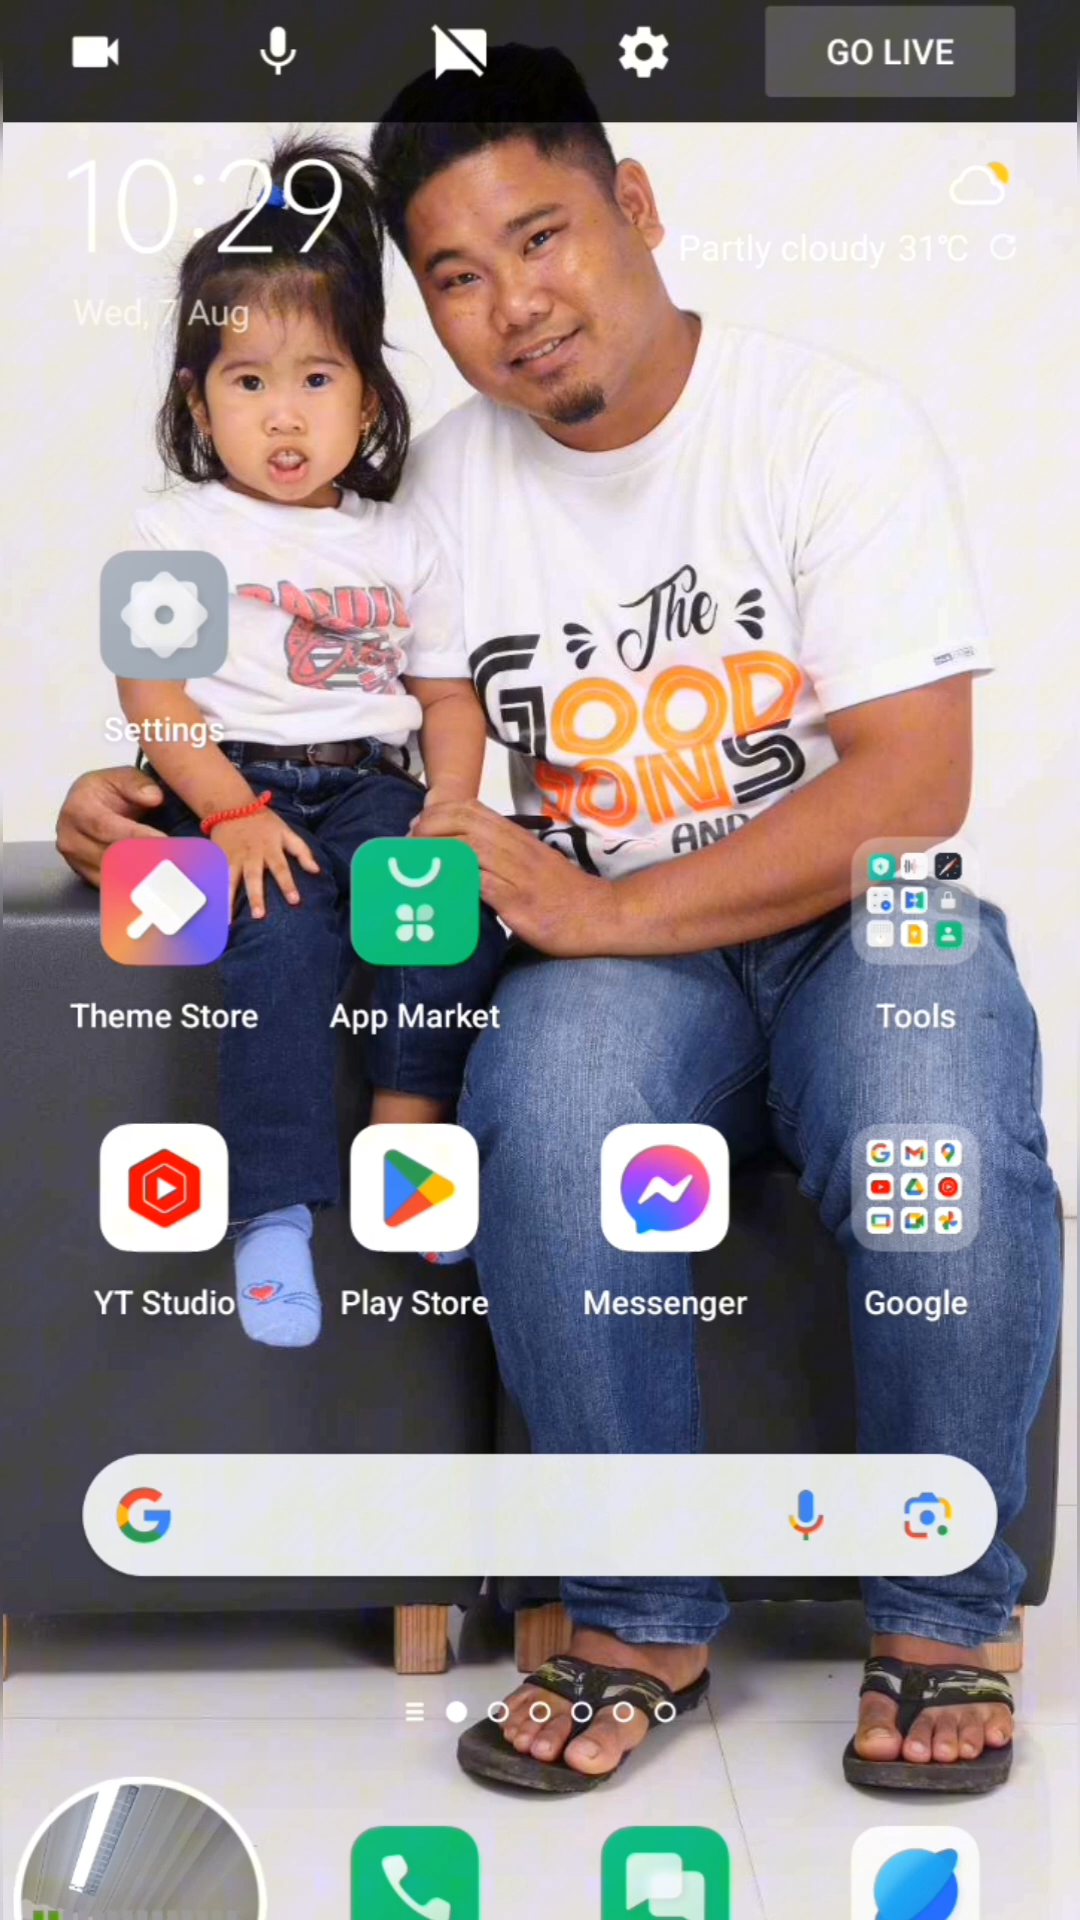 GO LIVE
10:29
Partly cloudy 31°C
Wed, 7 Aug
The
GOOD
SONS
AND
Settings
Theme Store
App Market
Tools
YT Studio
Play Store
Messenger
Google